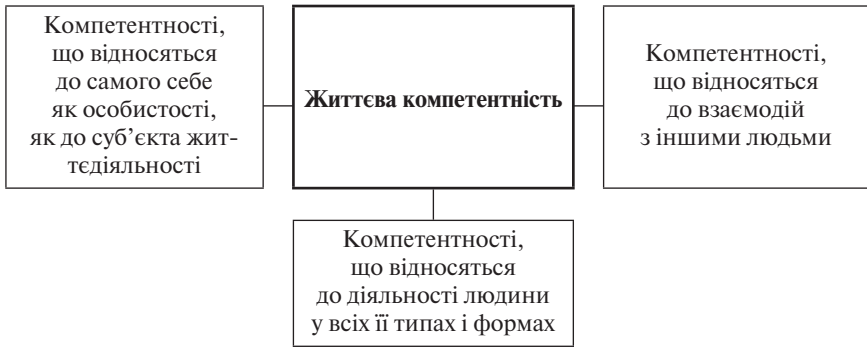 Компетентності,
що відносяться
до самого себе
як особистості,
як до суб’єкта жит-
тєдіяльності
Життєва компетентність
Компетентності,
що відносяться
до взаємодій
з іншими людьми
Компетентності,
що відносяться
до діяльності людини
у всіх її типах і формах